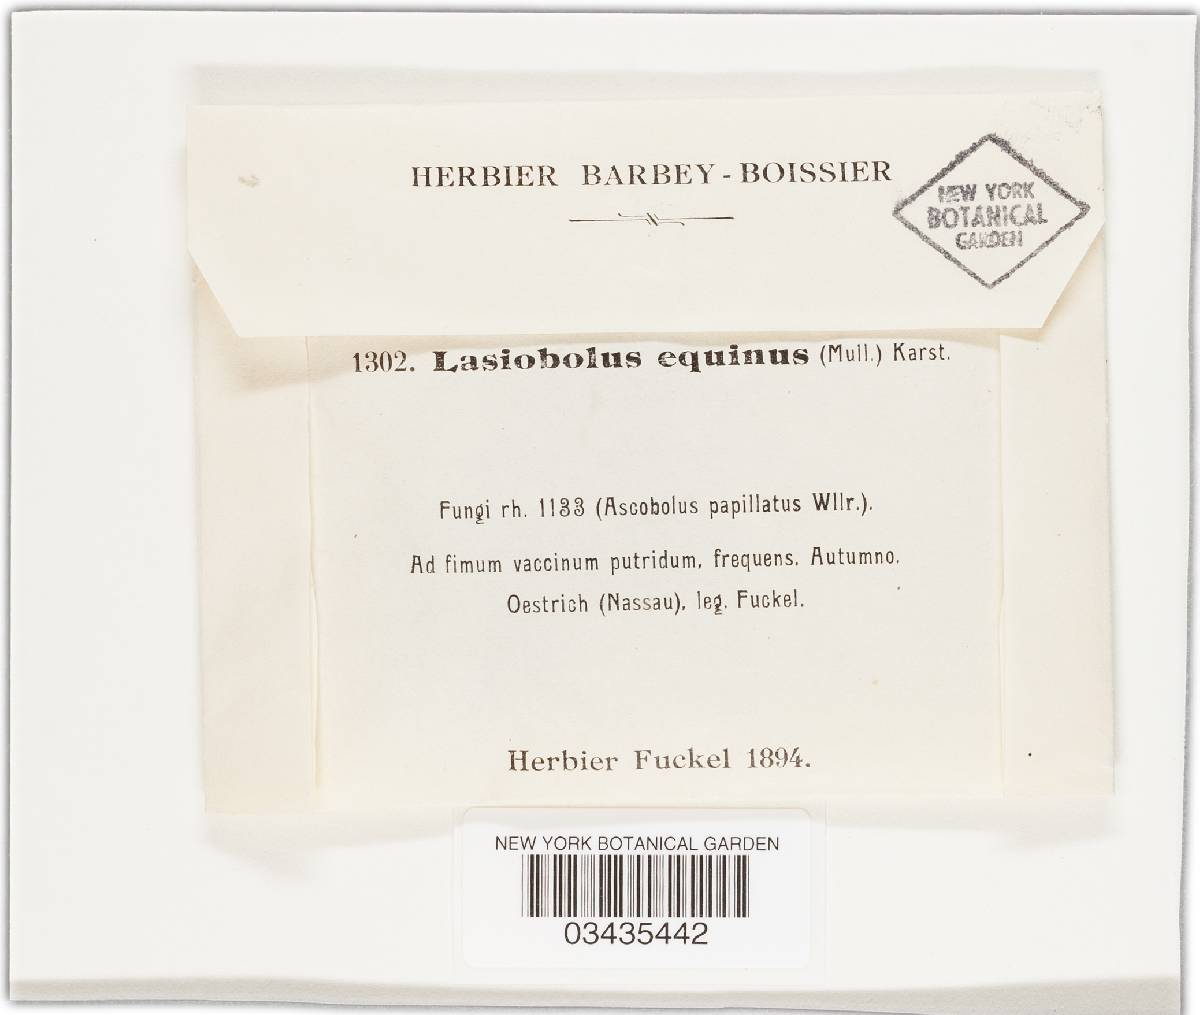 HERBIER BARBEY-BOISSIER
NEW YORK
BOTANICAL
GARDEN
1302. Lasiobolus equinus (Mull.) Karst.
Fungi rh. 1133 (Ascobolus papillatus Wllr.).
Ad fimum vaccinum putridum, frequens. Autumno.
Oestrich (Nassau), leg. Fuckel.
Herbier Fuckel 1894.
NEW YORK BOTANICAL GARDEN
03435442